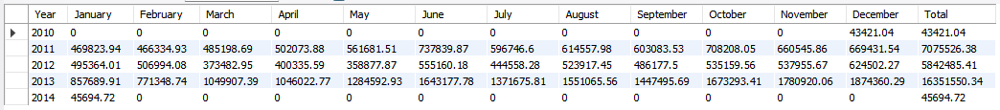 Year January February March April May June July August September October November December Total
2010 0 0 0 0 0 0 0 0 0 0 0 43421.04 43421.04
2011 469823.94 466334.93 485198.69 502073.88 561681.51 737839.87 596746.6 614557.98 603083.53 708208.05 660545.86 669431.54 7075526.38
2012 495364.01 506994.08 373482.95 400335.59 358877.87 555160.18 444558.28 523917.45 486177.5 535159.56 537955.67 624502.27 5842485.41
2013 857689.91 771348.74 1049907.39 1046022.77 1284592.93 1643177.78 1371675.81 1551065.56 1447495.69 1673293.41 1780920.06 1874360.29 16351550.34
2014 45694.72 0 0 0 0 0 0 0 0 0 0 0 45694.72